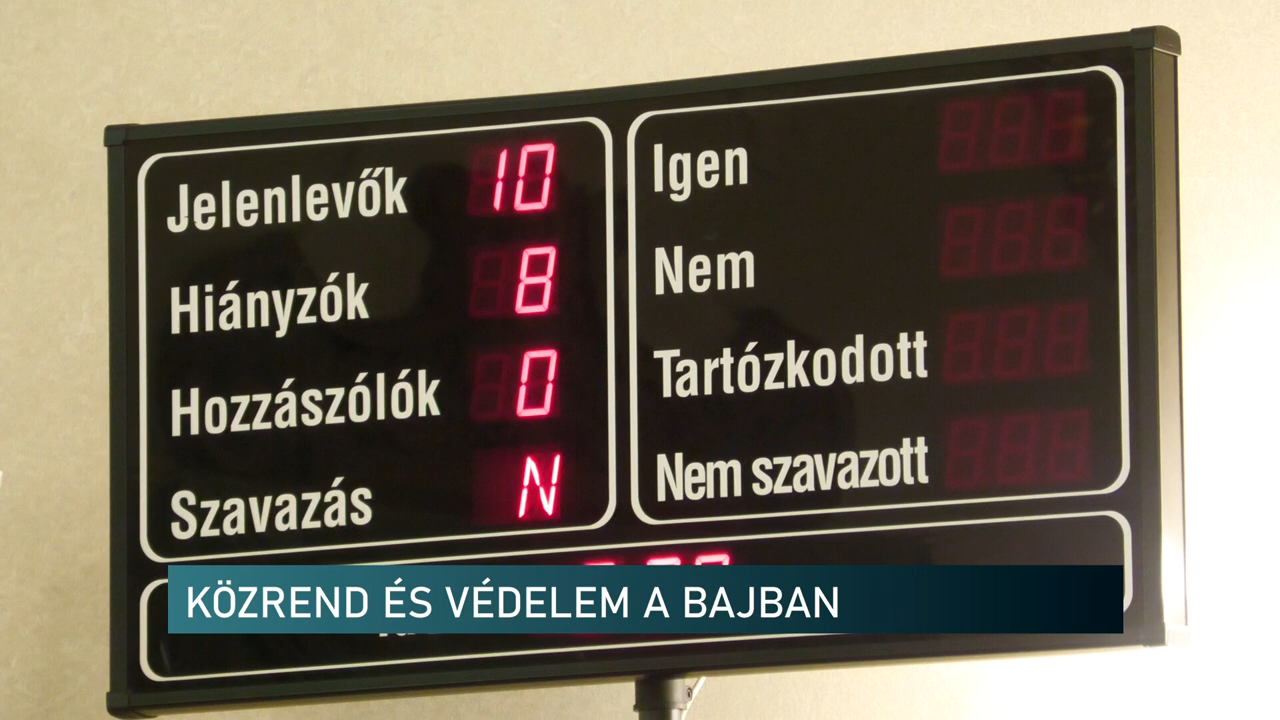 Jelenlevők 10
Hiányzók 8
Hozzászólók 0
Szavazás N
Igen
Nem
Tartózkodott
Nem szavazott
KÖZREND ÉS VÉDELEM A BAJBAN